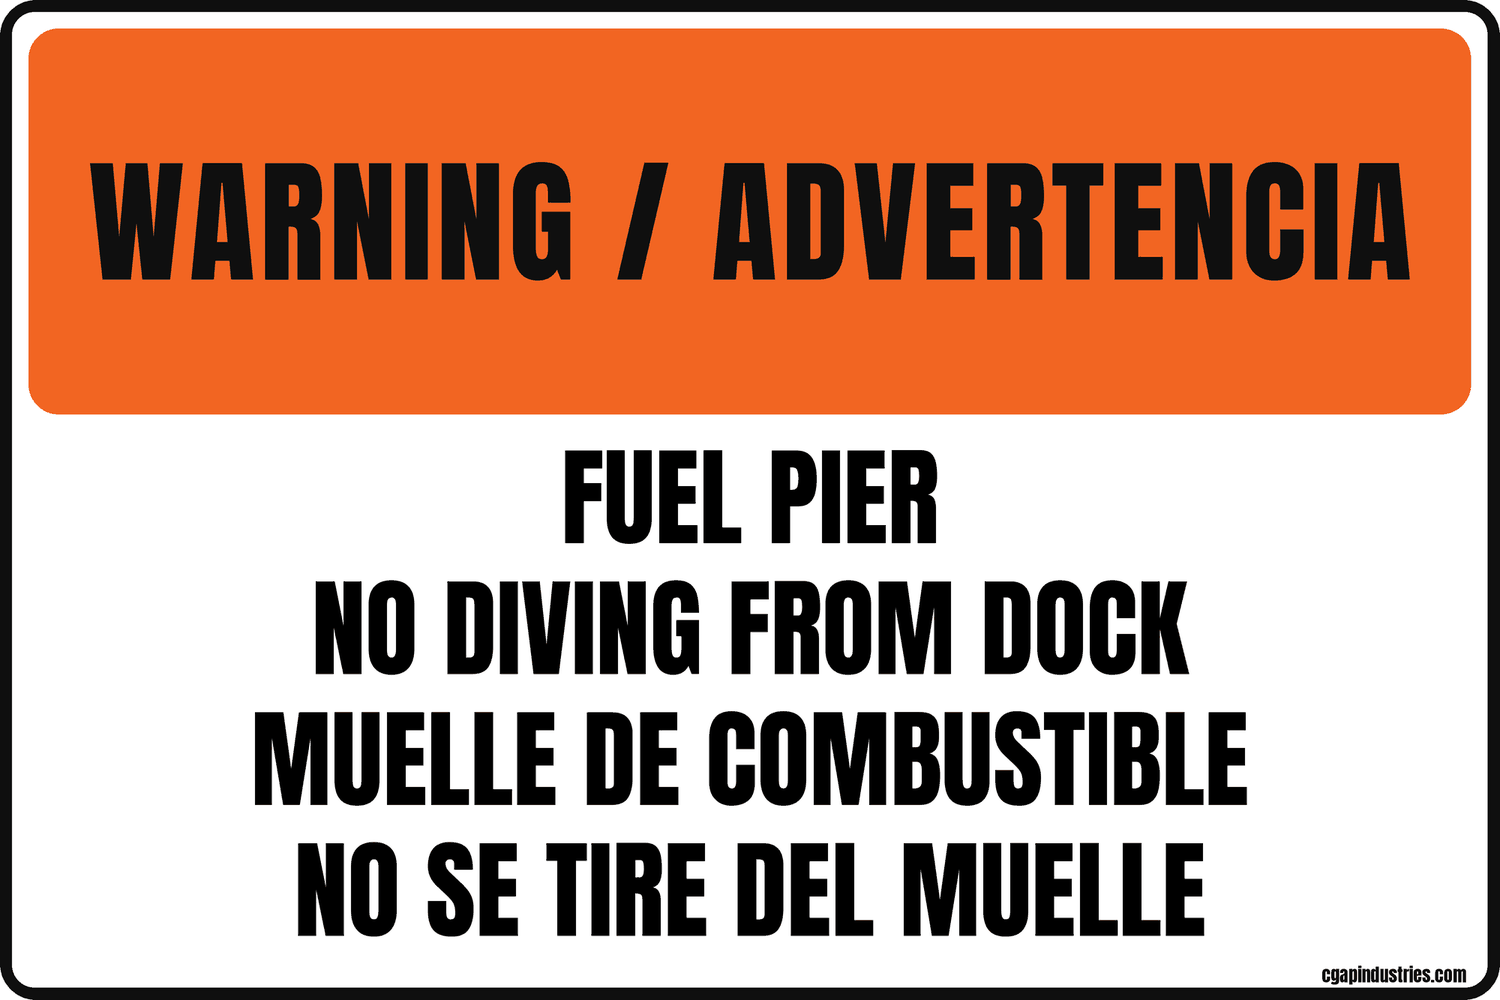 WARNING / ADVERTENCIA
FUEL PIER
NO DIVING FROM DOCK
MUELLE DE COMBUSTIBLE
NO SE TIRE DEL MUELLE
cgapindustries.com